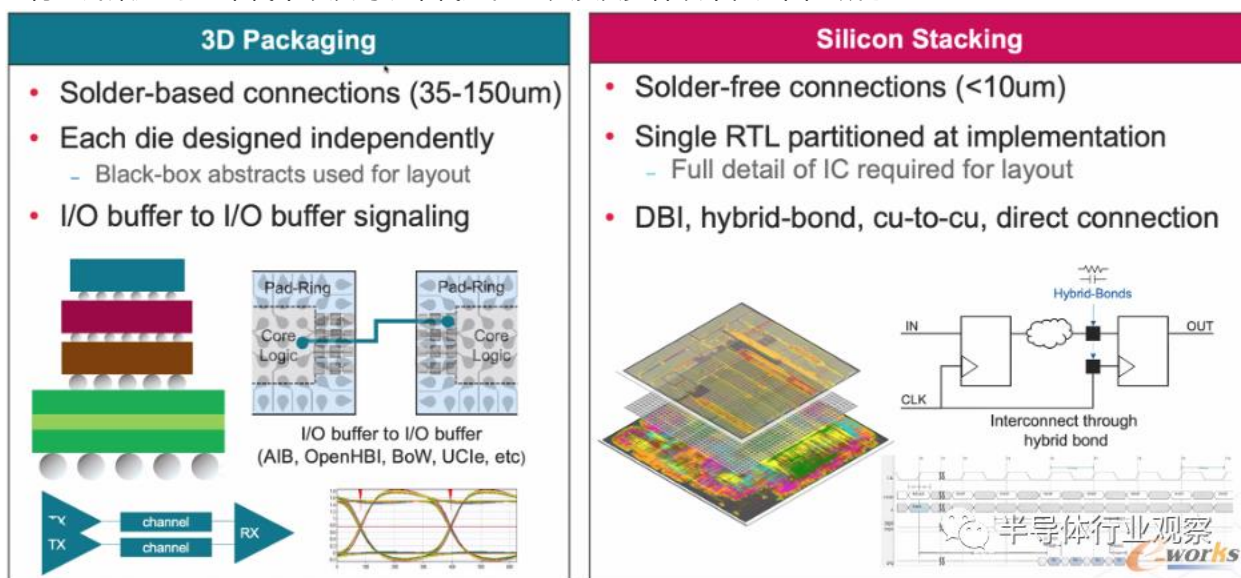 3D Packaging
• Solder-based connections (35-150um)
• Each die designed independently
– Black-box abstracts used for layout
• I/O buffer to I/O buffer signaling
Pad-Ring
Pad-Ring
Core
Logic
Core
Logic
I/O buffer to I/O buffer
(AIB, OpenHBI, BoW, UCIe, etc)
TX
channel
RX
TX
channel
Silicon Stacking
• Solder-free connections (<10um)
• Single RTL partitioned at implementation
– Full detail of IC required for layout
• DBI, hybrid-bond, cu-to-cu, direct connection
Hybrid-Bonds
IN
OUT
CLK
Interconnect through
hybrid bond
半导体行业观察
e-works